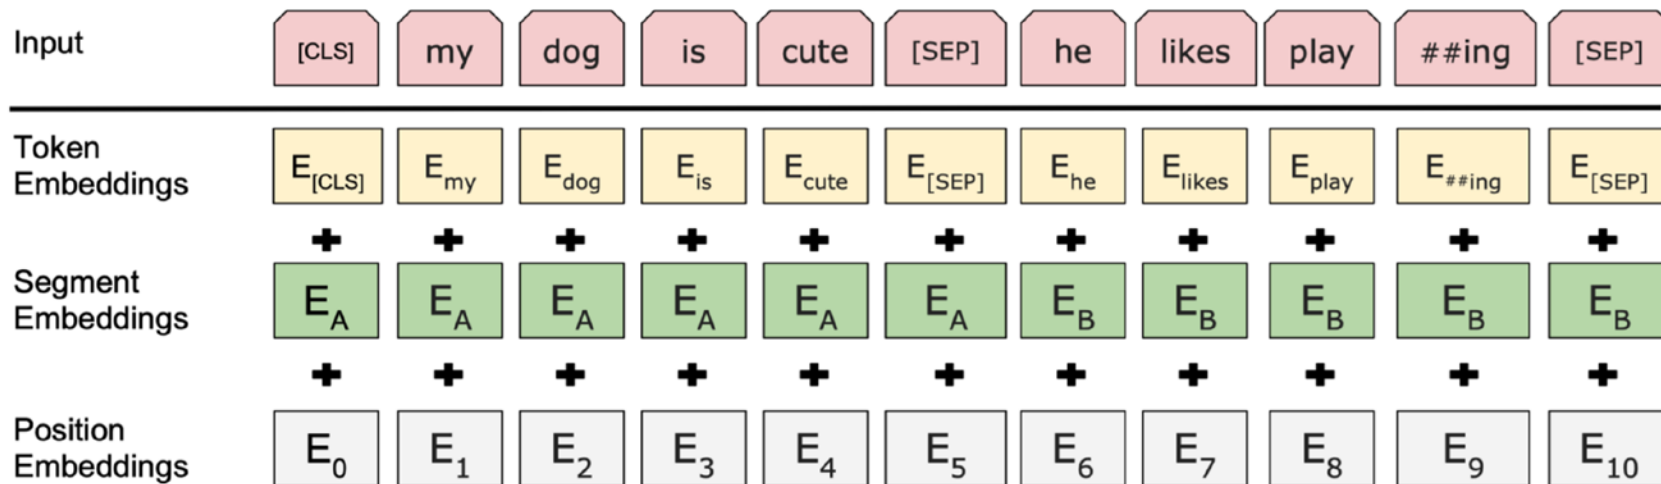 Input [CLS] my dog is cute [SEP] he likes play ##ing [SEP]
Token
Embeddings E[CLS] Emy Edog Eis Ecute E[SEP] Ehe Elikes Eplay E##ing E[SEP]
+ + + + + + + + + + +
Segment
Embeddings EA EA EA EA EA EA EB EB EB EB EB
+ + + + + + + + + + +
Position
Embeddings E0 E1 E2 E3 E4 E5 E6 E7 E8 E9 E10